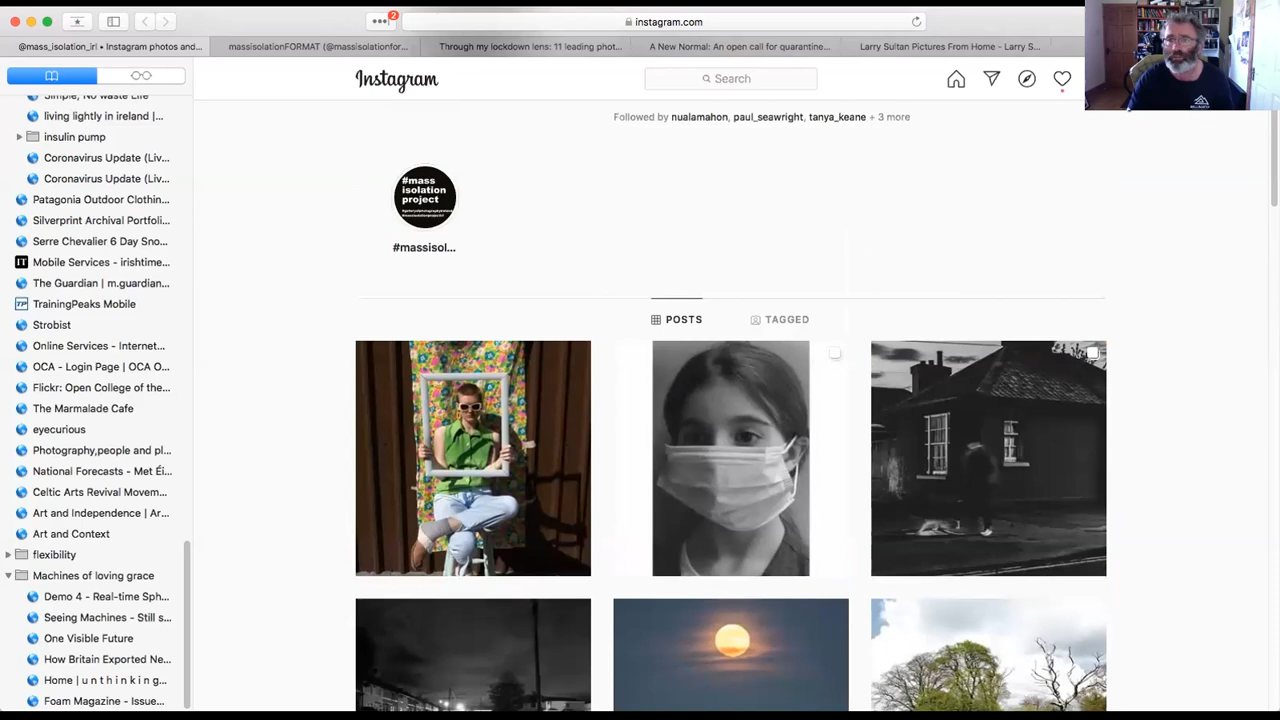 2
instagram.com
@mass_isolation_irl • Instagram photos and...
massisolationFORMAT (@massisolationfor...
Through my lockdown lens: 11 leading phot...
A New Normal: An open call for quarantine...
Larry Sultan Pictures From Home - Larry S...
Simple, No Waste Life
living lightly in ireland |...
insulin pump
Coronavirus Update (Liv...
Coronavirus Update (Liv...
Patagonia Outdoor Clothin...
Silverprint Archival Portfoli...
Serre Chevalier 6 Day Sno...
Mobile Services - irishtime...
The Guardian | m.guardian...
TrainingPeaks Mobile
Strobist
Online Services - Internet...
OCA - Login Page | OCA O...
Flickr: Open College of the...
The Marmalade Cafe
eyecurious
Photography,people and pl...
National Forecasts - Met Éi...
Celtic Arts Revival Movem...
Art and Independence | Ar...
Art and Context
flexibility
Machines of loving grace
Demo 4 - Real-time Sph...
Seeing Machines - Still s...
One Visible Future
How Britain Exported Ne...
Home | u n t h i n k i n g...
Foam Magazine - Issue...
Instagram
Search
Followed by nualamahon, paul_seawright, tanya_keane + 3 more
#mass
isolation
project
#massisol...
POSTS
TAGGED